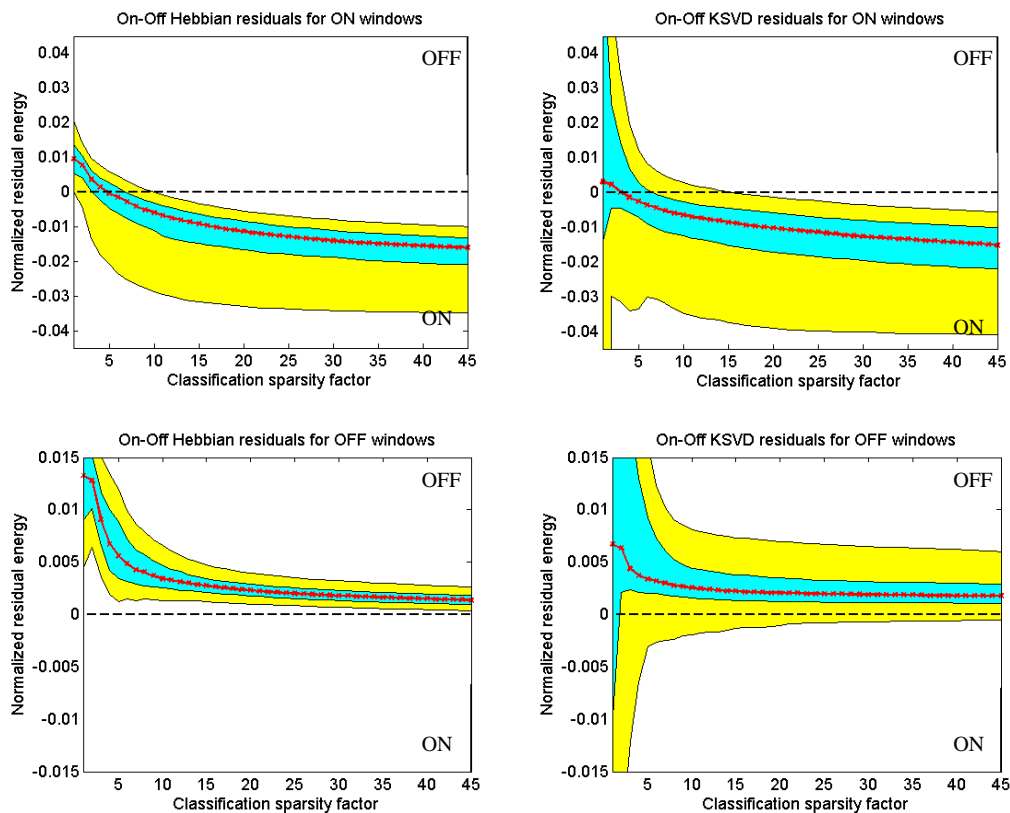 On-Off Hebbian residuals for ON windows
OFF
0.04
0.03
0.02
0.01
0
-0.01
-0.02
-0.03
-0.04
Normalized residual energy
ON
5 10 15 20 25 30 35 40 45
Classification sparsity factor
On-Off KSVD residuals for ON windows
OFF
0.04
0.03
0.02
0.01
0
-0.01
-0.02
-0.03
-0.04
Normalized residual energy
ON
5 10 15 20 25 30 35 40 45
Classification sparsity factor
On-Off Hebbian residuals for OFF windows
OFF
0.015
0.01
0.005
0
-0.005
-0.01
-0.015
Normalized residual energy
ON
5 10 15 20 25 30 35 40 45
Classification sparsity factor
On-Off KSVD residuals for OFF windows
OFF
0.015
0.01
0.005
0
-0.005
-0.01
-0.015
Normalized residual energy
ON
5 10 15 20 25 30 35 40 45
Classification sparsity factor